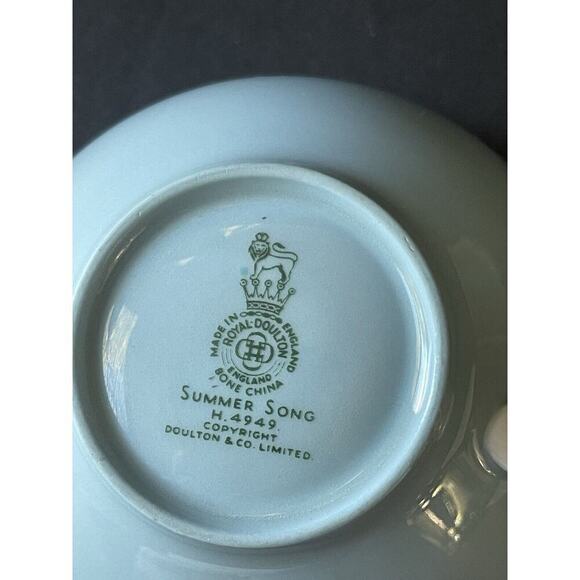 MADE IN ENGLAND
ROYAL·DOULTON
ENGLAND
BONE CHINA
SUMMER SONG
H.4949.
COPYRIGHT
DOULTON & CO. LIMITED.